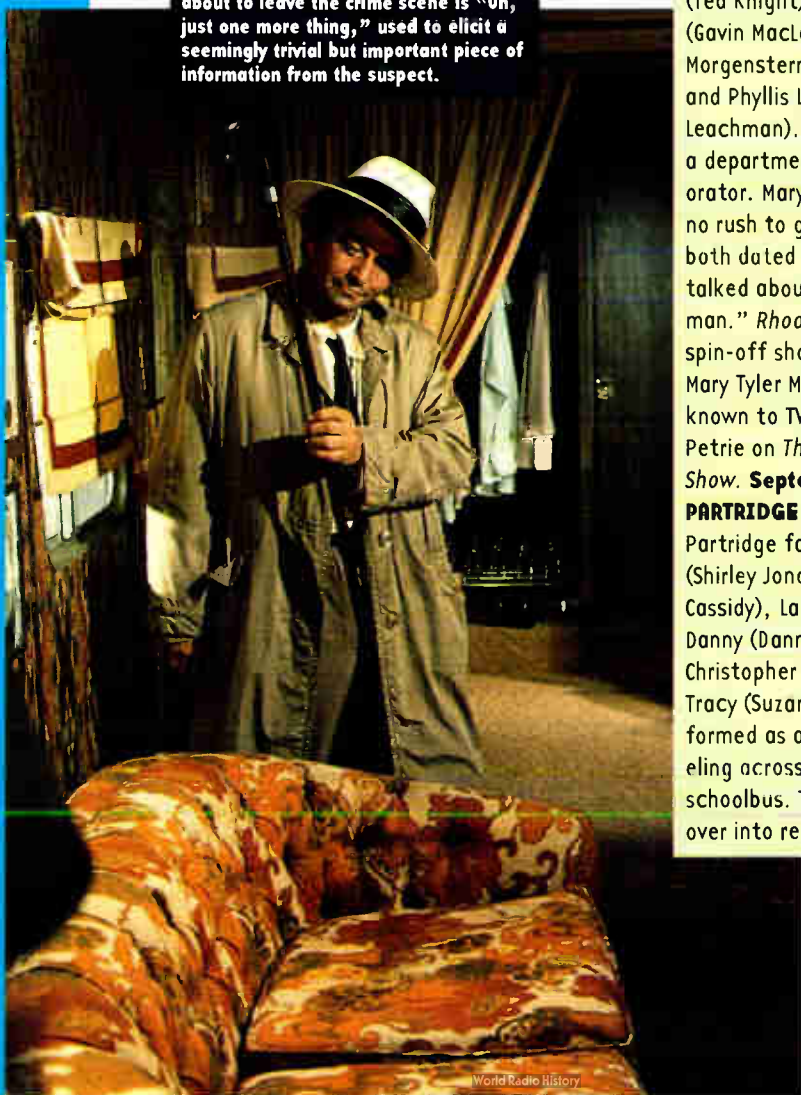 about to leave the crime scene is "Uh,
just one more thing," used to elicit a
seemingly trivial but important piece of
information from the suspect.
(Ted Knight)
(Gavin MacLe
Morgenstern
and Phyllis L
Leachman).
a departme
orator. Mary
no rush to g
both dated
talked abou
man." Rhod
spin-off sho
Mary Tyler M
known to TV
Petrie on Th
Show. Septe
PARTRIDGE
Partridge fa
(Shirley Jone
Cassidy), La
Danny (Dann
Christopher
Tracy (Suzan
formed as a
eling across
schoolbus. T
over into re
World Radio History